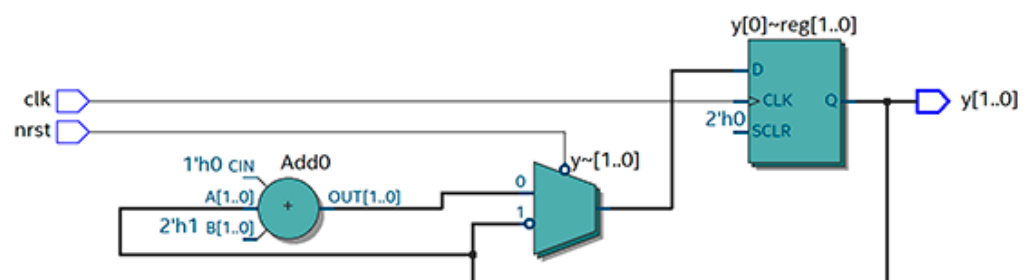 y[0]~reg[1..0]
D
clk
CLK
Q
y[1..0]
nrst
2'h0
SCLR
y~[1..0]
1'h0 CIN
Add0
0
A[1..0]
+
OUT[1..0]
1
2'h1 B[1..0]